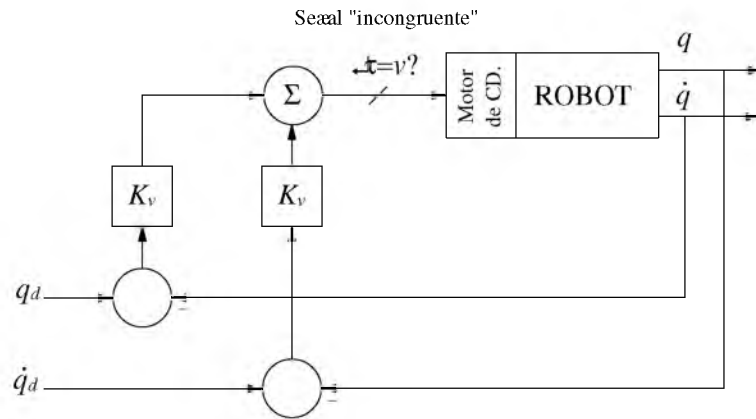 Seæal "incongruente"
τ=v?
q
q̇
Motor
de CD.
ROBOT
Σ
Kv
Kv
qd
q̇d